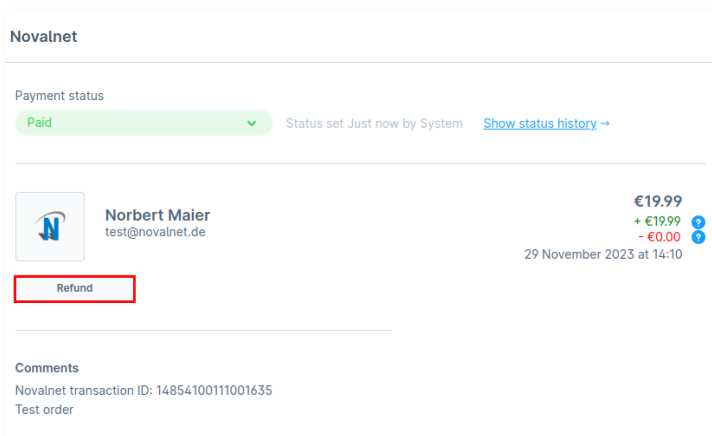 Novalnet
Payment status
Paid
Status set Just now by System
Show status history →
N
Norbert Maier
test@novalnet.de
€19.99
+ €19.99 ?
- €0.00 ?
29 November 2023 at 14:10
Refund
Comments
Novalnet transaction ID: 14854100111001635
Test order